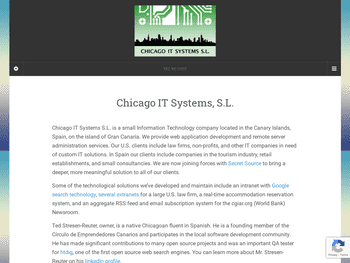 CHICAGO IT SYSTEMS S.L.
Chicago IT Systems, S.L.
Chicago IT Systems S.L. is a small Information Technology company located in the Canary Islands,
Spain, on the island of Gran Canaria. We provide web application development and remote server
administration services. Our U.S. clients include law firms, non-profits, and other IT companies in need
of custom IT solutions. In Spain our clients include companies in the tourism industry, retail
establishments, and small consultancies. We are now joining forces with Secret Source to bring a
deeper, more meaningful solution to all of our clients.
Some of the technological solutions we've developed and maintain include an intranet with Google
search technology, several extranets for a large U.S. law firm, a real-time accommodation reservation
system, and an aggregate RSS feed and email subscription system for the cgiar.org (World Bank)
Newsroom.
Ted Stresen-Reuter, owner, is a native Chicagoan fluent in Spanish. He is a founding member of the
Círculo de Emprendedores Canarios and participates in the local software development community.
He has made significant contributions to many open source projects and was an important QA tester
for htdig, one of the first open source web search engines. You can learn more about Mr. Stresen-
Reuter on his linkedIn profile.